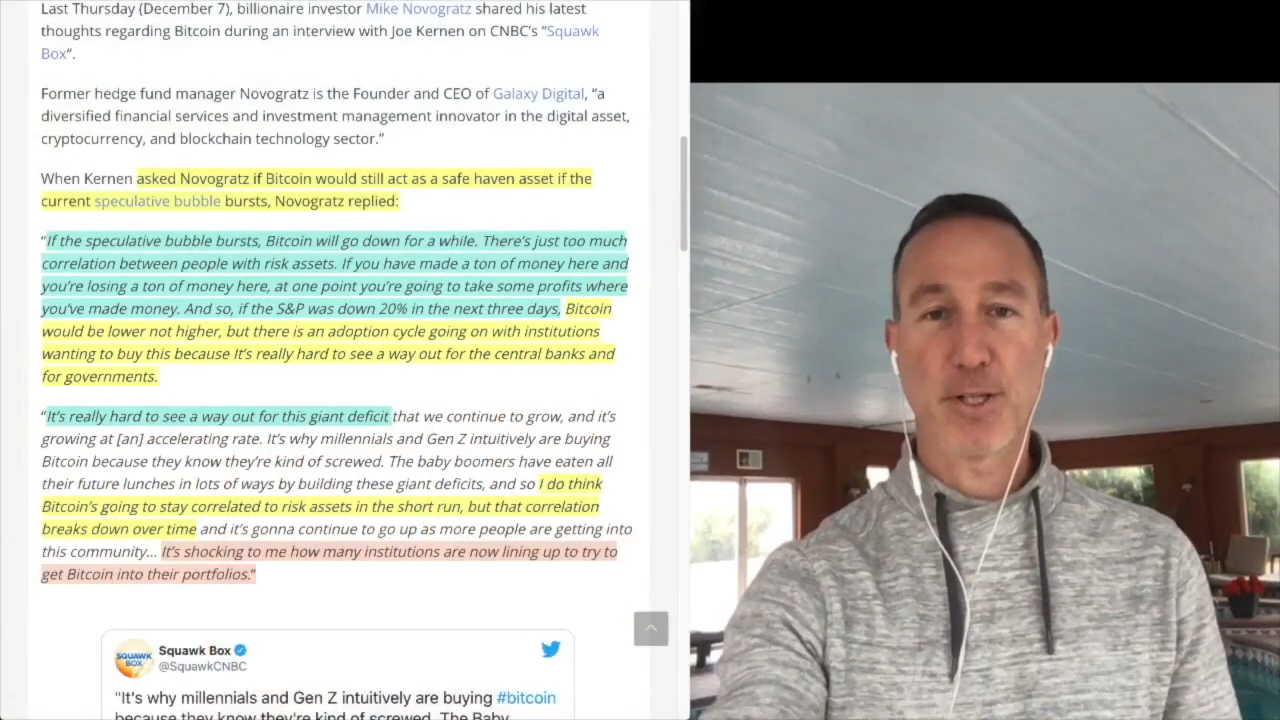 Last Thursday (December 7), billionaire investor Mike Novogratz shared his latest
thoughts regarding Bitcoin during an interview with Joe Kernen on CNBC's "Squawk
Box“.
Former hedge fund manager Novogratz is the Founder and CEO of Galaxy Digital, “a
diversified financial services and investment management innovator in the digital asset,
cryptocurrency, and blockchain technology sector.”
When Kernen asked Novogratz if Bitcoin would still act as a safe haven asset if the
current speculative bubble bursts, Novogratz replied:
“If the speculative bubble bursts, Bitcoin will go down for a while. There’s just too much
correlation between people with risk assets. If you have made a ton of money here and
you’re losing a ton of money here, at one point you’re going to take some profits where
you’ve made money. And so, if the S&P was down 20% in the next three days, Bitcoin
would be lower not higher, but there is an adoption cycle going on with institutions
wanting to buy this because It’s really hard to see a way out for the central banks and
for governments.
“It’s really hard to see a way out for this giant deficit that we continue to grow, and it’s
growing at [an] accelerating rate. It’s why millennials and Gen Z intuitively are buying
Bitcoin because they know they’re kind of screwed. The baby boomers have eaten all
their future lunches in lots of ways by building these giant deficits, and so I do think
Bitcoin’s going to stay correlated to risk assets in the short run, but that correlation
breaks down over time and it’s gonna continue to go up as more people are getting into
this community… It’s shocking to me how many institutions are now lining up to try to
get Bitcoin into their portfolios.”
SQUAWK BOX
Squawk Box
@SquawkCNBC
"It's why millennials and Gen Z intuitively are buying #bitcoin
because they know they're kind of screwed. The Baby